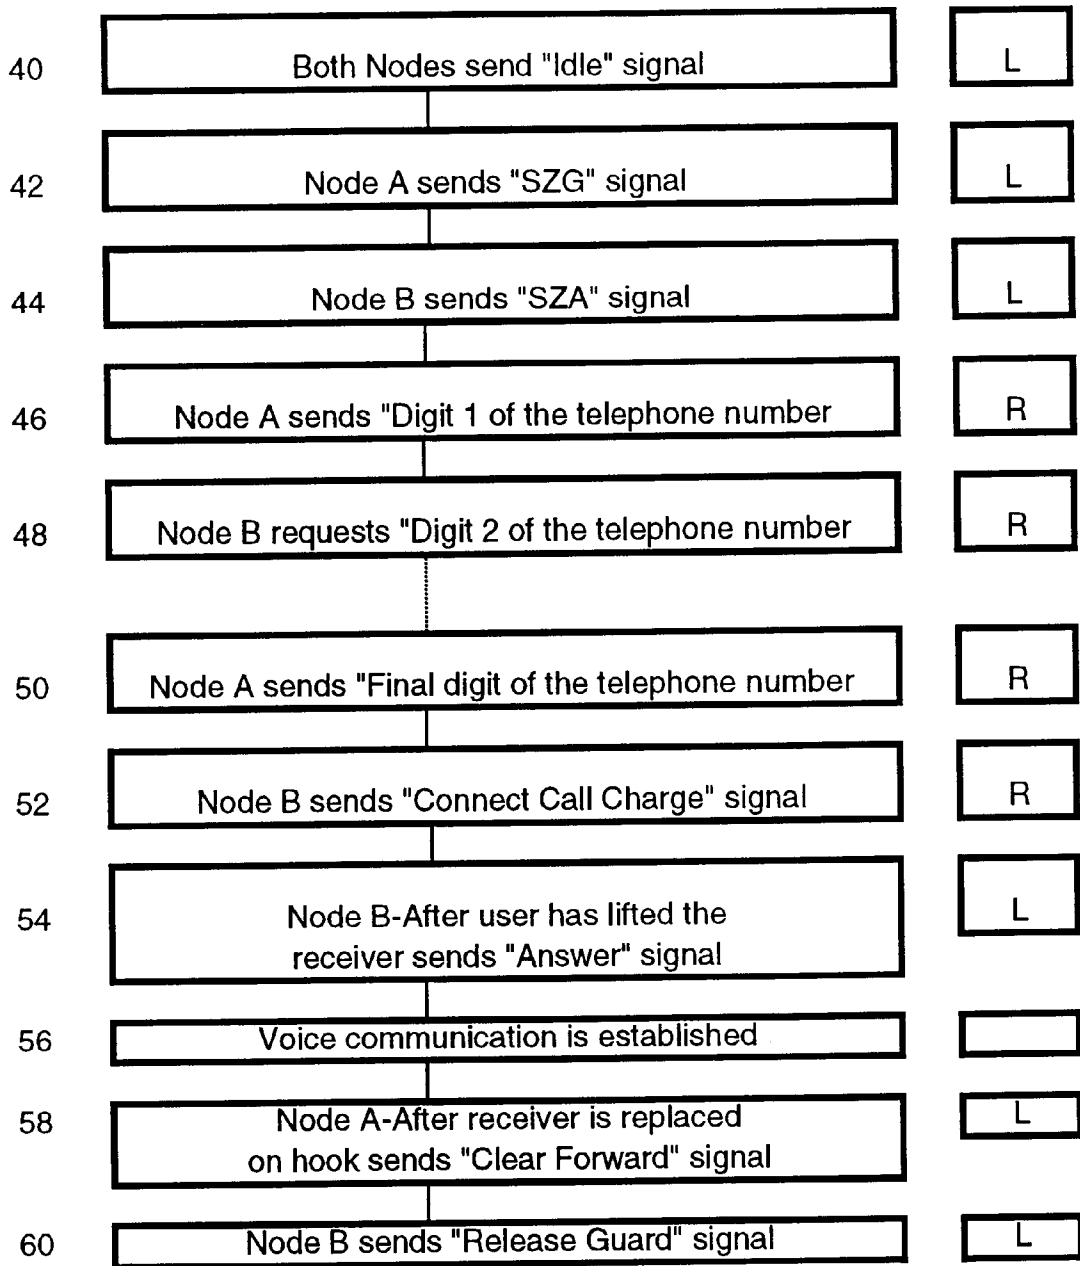 40 Both Nodes send "Idle" signal L
42 Node A sends "SZG" signal L
44 Node B sends "SZA" signal L
46 Node A sends "Digit 1 of the telephone number R
48 Node B requests "Digit 2 of the telephone number R
50 Node A sends "Final digit of the telephone number R
52 Node B sends "Connect Call Charge" signal R
54 Node B-After user has lifted the L
receiver sends "Answer" signal
56 Voice communication is established
58 Node A-After receiver is replaced L
on hook sends "Clear Forward" signal
60 Node B sends "Release Guard" signal L